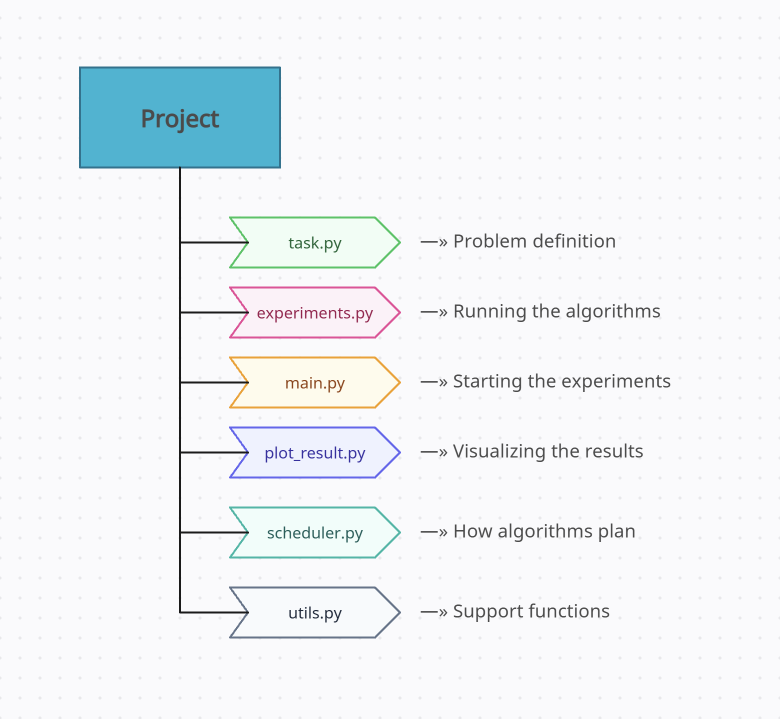 Project
task.py —» Problem definition
experiments.py —» Running the algorithms
main.py —» Starting the experiments
plot_result.py —» Visualizing the results
scheduler.py —» How algorithms plan
utils.py —» Support functions